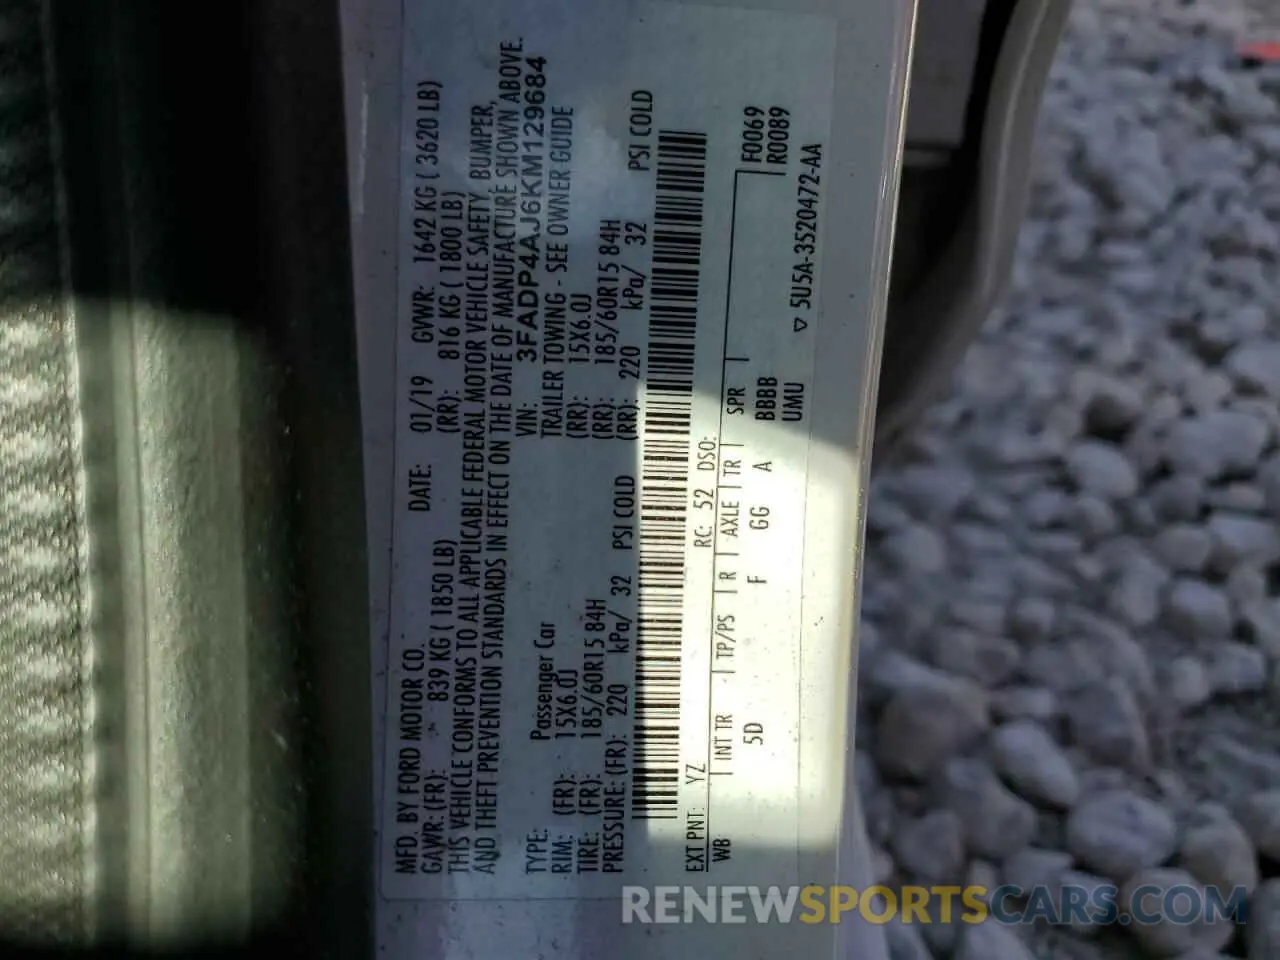 MFD. BY FORD MOTOR CO. DATE: 01/19 GVWR: 1642 KG ( 3620 LB)
GAWR: (FR): 839 KG ( 1850 LB) (RR): 816 KG ( 1800 LB)
THIS VEHICLE CONFORMS TO ALL APPLICABLE FEDERAL MOTOR VEHICLE SAFETY, BUMPER,
AND THEFT PREVENTION STANDARDS IN EFFECT ON THE DATE OF MANUFACTURE SHOWN ABOVE.
VIN: 3FADP4AJ6KM129684
TYPE: Passenger Car TRAILER TOWING - SEE OWNER GUIDE
RIM: (FR): 15X6.0J (RR): 15X6.0J
TIRE: (FR): 185/60R15 84H (RR): 185/60R15 84H
PRESSURE: (FR): 220 kPa/ 32 PSI COLD (RR): 220 kPa/ 32 PSI COLD
EXT PNT: YZ RC: 52 DSO:
WB INT TR TP/PS R AXLE TR SPR F0069
5D F GG A BBBB R0089
UMU ▽ 5U5A-3520472-AA
RENEWSPORTSCARS.COM